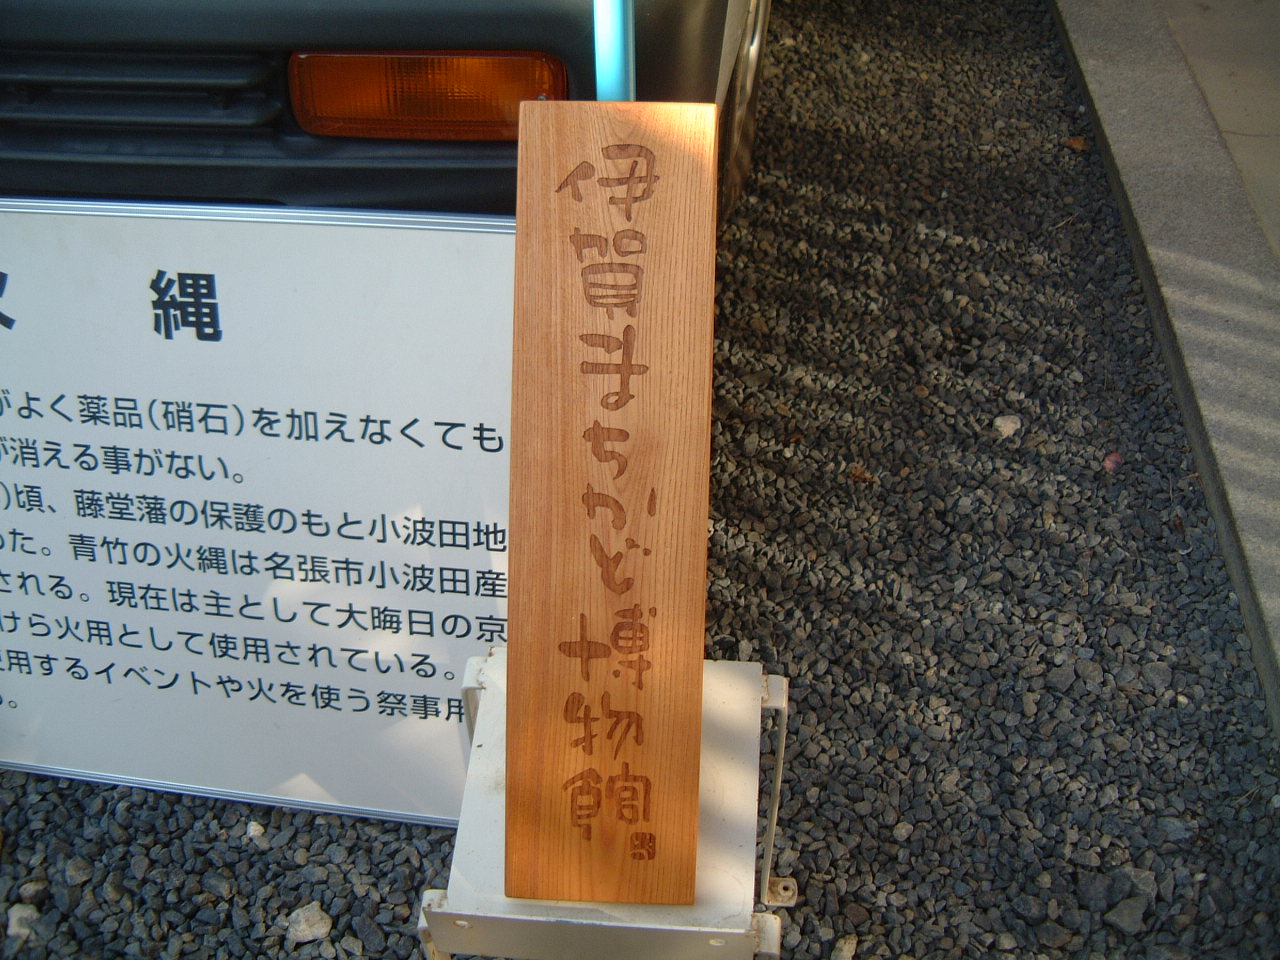 伊賀まちかど博物館
火縄
がよく薬品(硝石)を加えなくても
が消える事がない。
)頃、藤堂藩の保護のもと小波田地
った。青竹の火縄は名張市小波田産
される。現在は主として大晦日の京
けら火用として使用されている。
使用するイベントや火を使う祭事用
る。